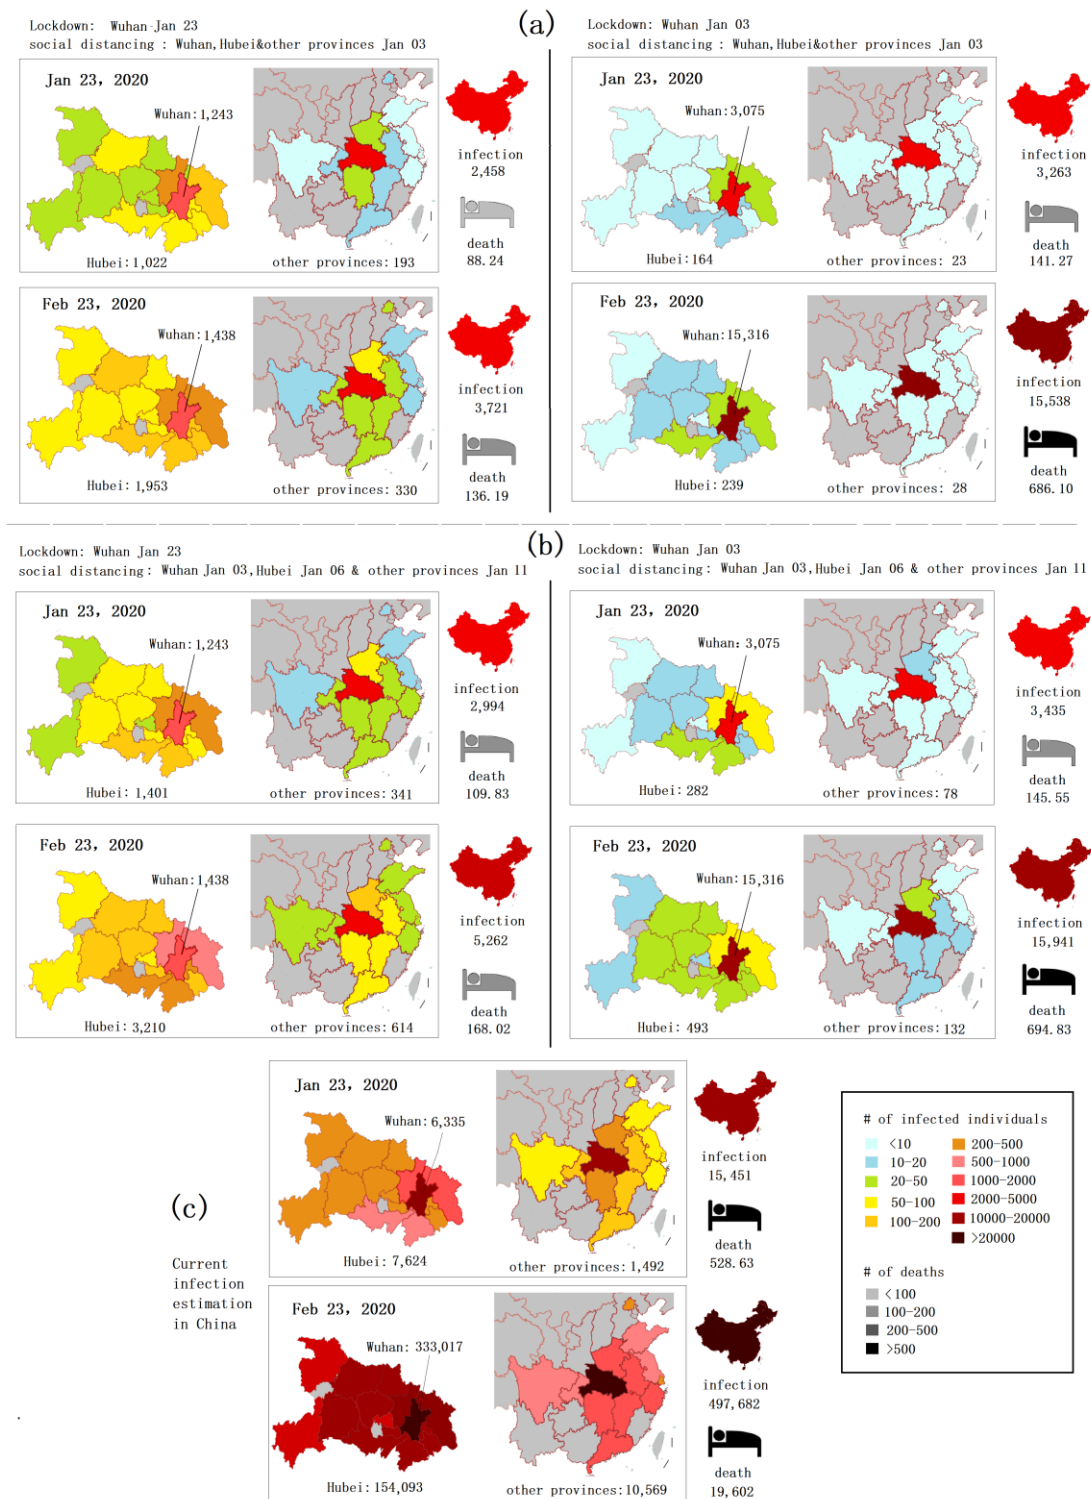 (a)
Lockdown: Wuhan-Jan 23
social distancing : Wuhan,Hubei&other provinces Jan 03
Jan 23, 2020
Wuhan:1,243
Hubei:1,022
other provinces:193
infection
2,458
death
88.24
Feb 23, 2020
Wuhan:1,438
Hubei:1,953
other provinces:330
infection
3,721
death
136.19
Lockdown: Wuhan Jan 03
social distancing : Wuhan,Hubei&other provinces Jan 03
Jan 23, 2020
Wuhan:3,075
Hubei:164
other provinces: 23
infection
3,263
death
141.27
Feb 23, 2020
Wuhan:15,316
Hubei:239
other provinces: 28
infection
15,538
death
686.10
(b)
Lockdown: Wuhan Jan 23
social distancing: Wuhan Jan 03,Hubei Jan 06 & other provinces Jan 11
Jan 23, 2020
Wuhan:1,243
Hubei:1,401
other provinces:341
infection
2,994
death
109.83
Feb 23, 2020
Wuhan:1,438
Hubei:3,210
other provinces:614
infection
5,262
death
168.02
Lockdown: Wuhan Jan 03
social distancing: Wuhan Jan 03,Hubei Jan 06 & other provinces Jan 11
Jan 23, 2020
Wuhan:3,075
Hubei:282
other provinces:78
infection
3,435
death
145.55
Feb 23, 2020
Wuhan:15,316
Hubei:493
other provinces:132
infection
15,941
death
694.83
(c)
Current
infection
estimation
in China
Jan 23, 2020
Wuhan:6,335
Hubei:7,624
other provinces:1,492
infection
15,451
death
528.63
Feb 23, 2020
Wuhan:333,017
Hubei:154,093
other provinces:10,569
infection
497,682
death
19,602
# of infected individuals
<10
10-20
20-50
50-100
100-200
200-500
500-1000
1000-2000
2000-5000
10000-20000
>20000
# of deaths
<100
100-200
200-500
>500